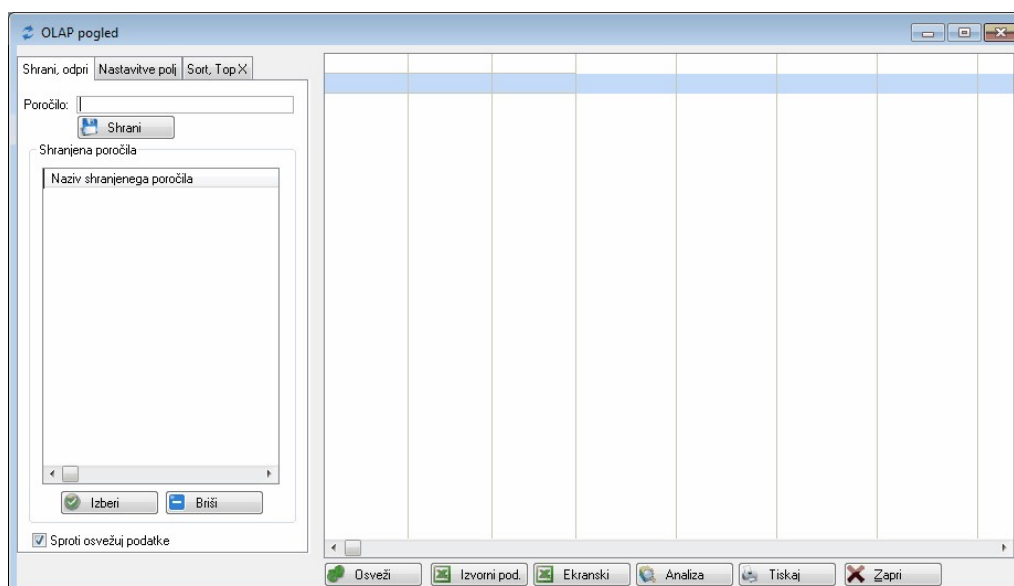 OLAP pogled
Shrani, odpri Nastavitve polj Sort, Top X
Poročilo:
Shrani
Shranjena poročila
Naziv shranjenega poročila
Izberi Briši
Sproti osvežuj podatke
Osveži Izvorni pod. Ekranski Analiza Tiskaj Zapri